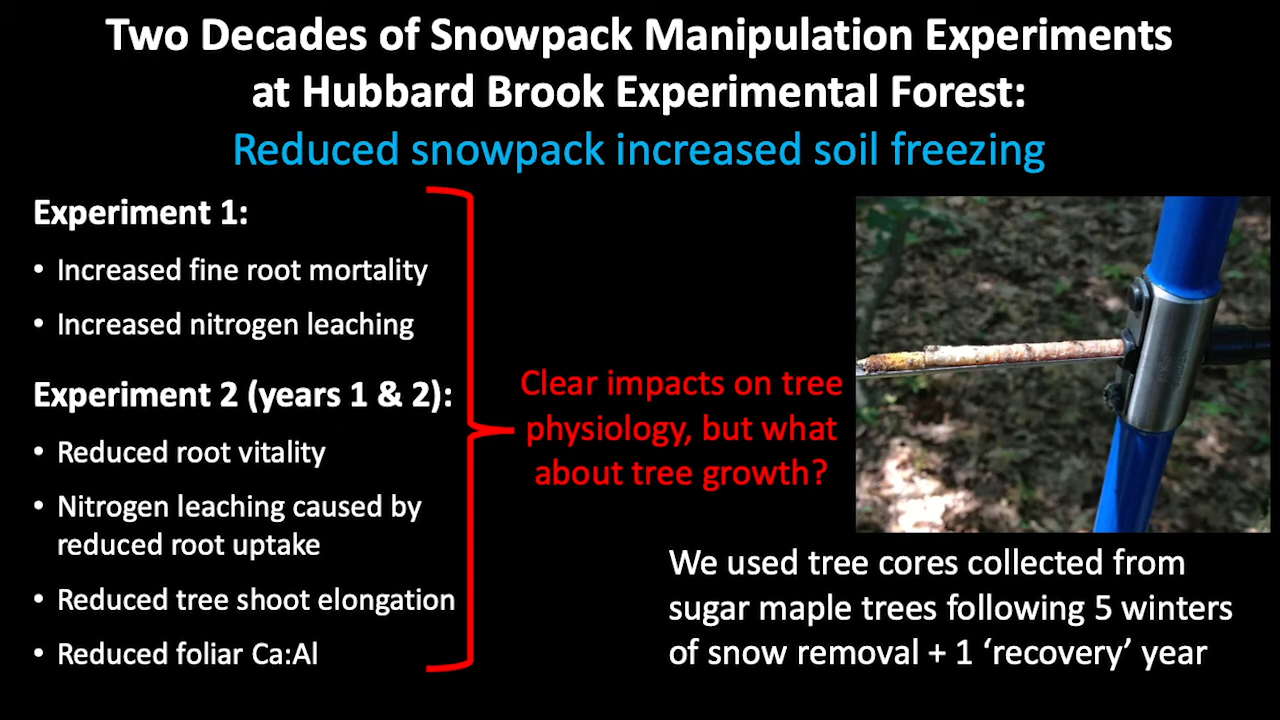 Two Decades of Snowpack Manipulation Experiments
at Hubbard Brook Experimental Forest:
Reduced snowpack increased soil freezing
Experiment 1:
• Increased fine root mortality
• Increased nitrogen leaching
Experiment 2 (years 1 & 2):
• Reduced root vitality
• Nitrogen leaching caused by
reduced root uptake
• Reduced tree shoot elongation
• Reduced foliar Ca:Al
Clear impacts on tree
physiology, but what
about tree growth?
We used tree cores collected from
sugar maple trees following 5 winters
of snow removal + 1 ‘recovery’ year